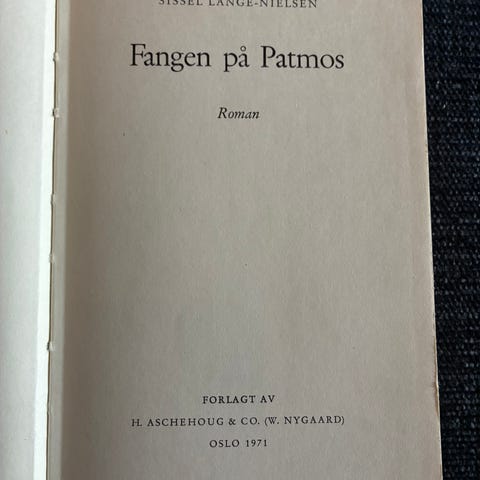 SISSEL LANGE-NIELSEN
Fangen på Patmos
Roman
FORLAGT AV
H. ASCHEHOUG & CO. (W. NYGAARD)
OSLO 1971